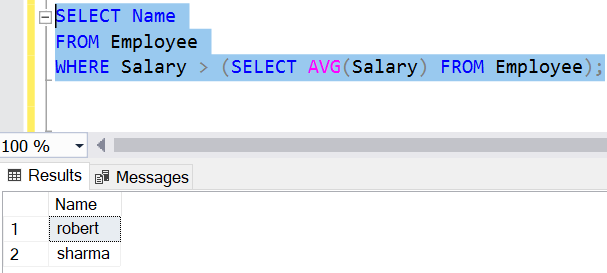 SELECT Name
FROM Employee
WHERE Salary > (SELECT AVG(Salary) FROM Employee);
100 %
Results Messages
Name
1 robert
2 sharma